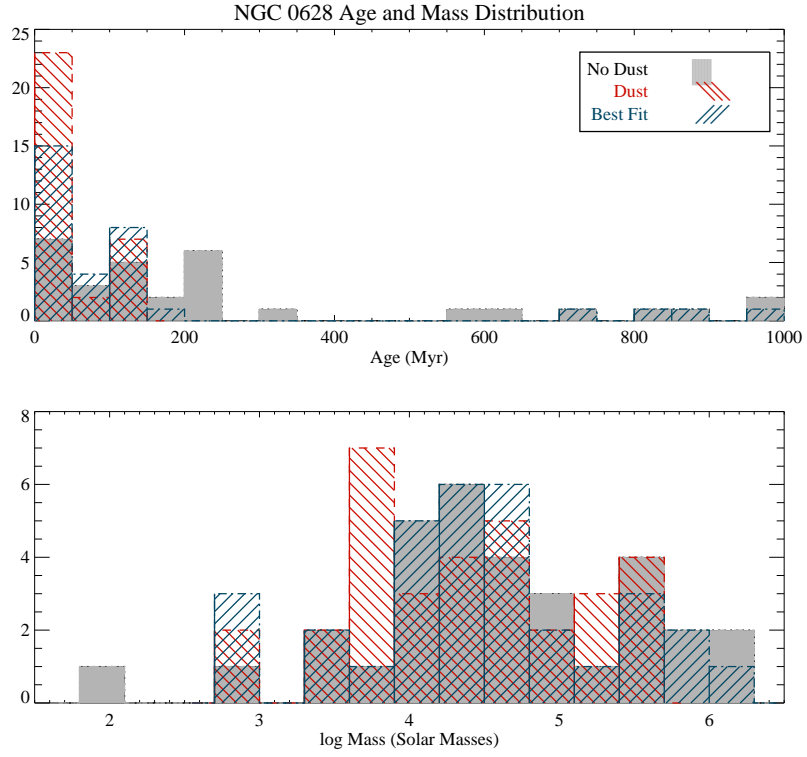 NGC 0628 Age and Mass Distribution
25
20
15
10
5
0
No Dust
Dust
Best Fit
0 200 400 600 800 1000
Age (Myr)
8
6
4
2
0
2 3 4 5 6
log Mass (Solar Masses)